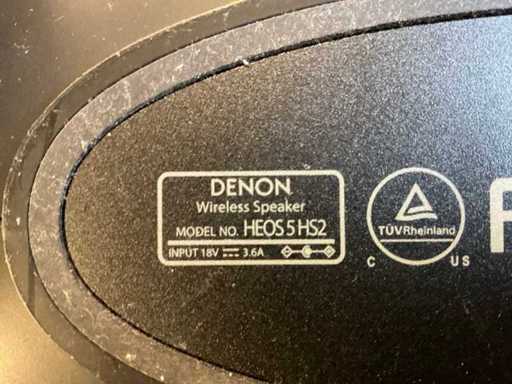 DENON
Wireless Speaker
MODEL NO. HEOS 5 HS2
INPUT 18V ⎓ 3.6A
TÜVRheinland
C US